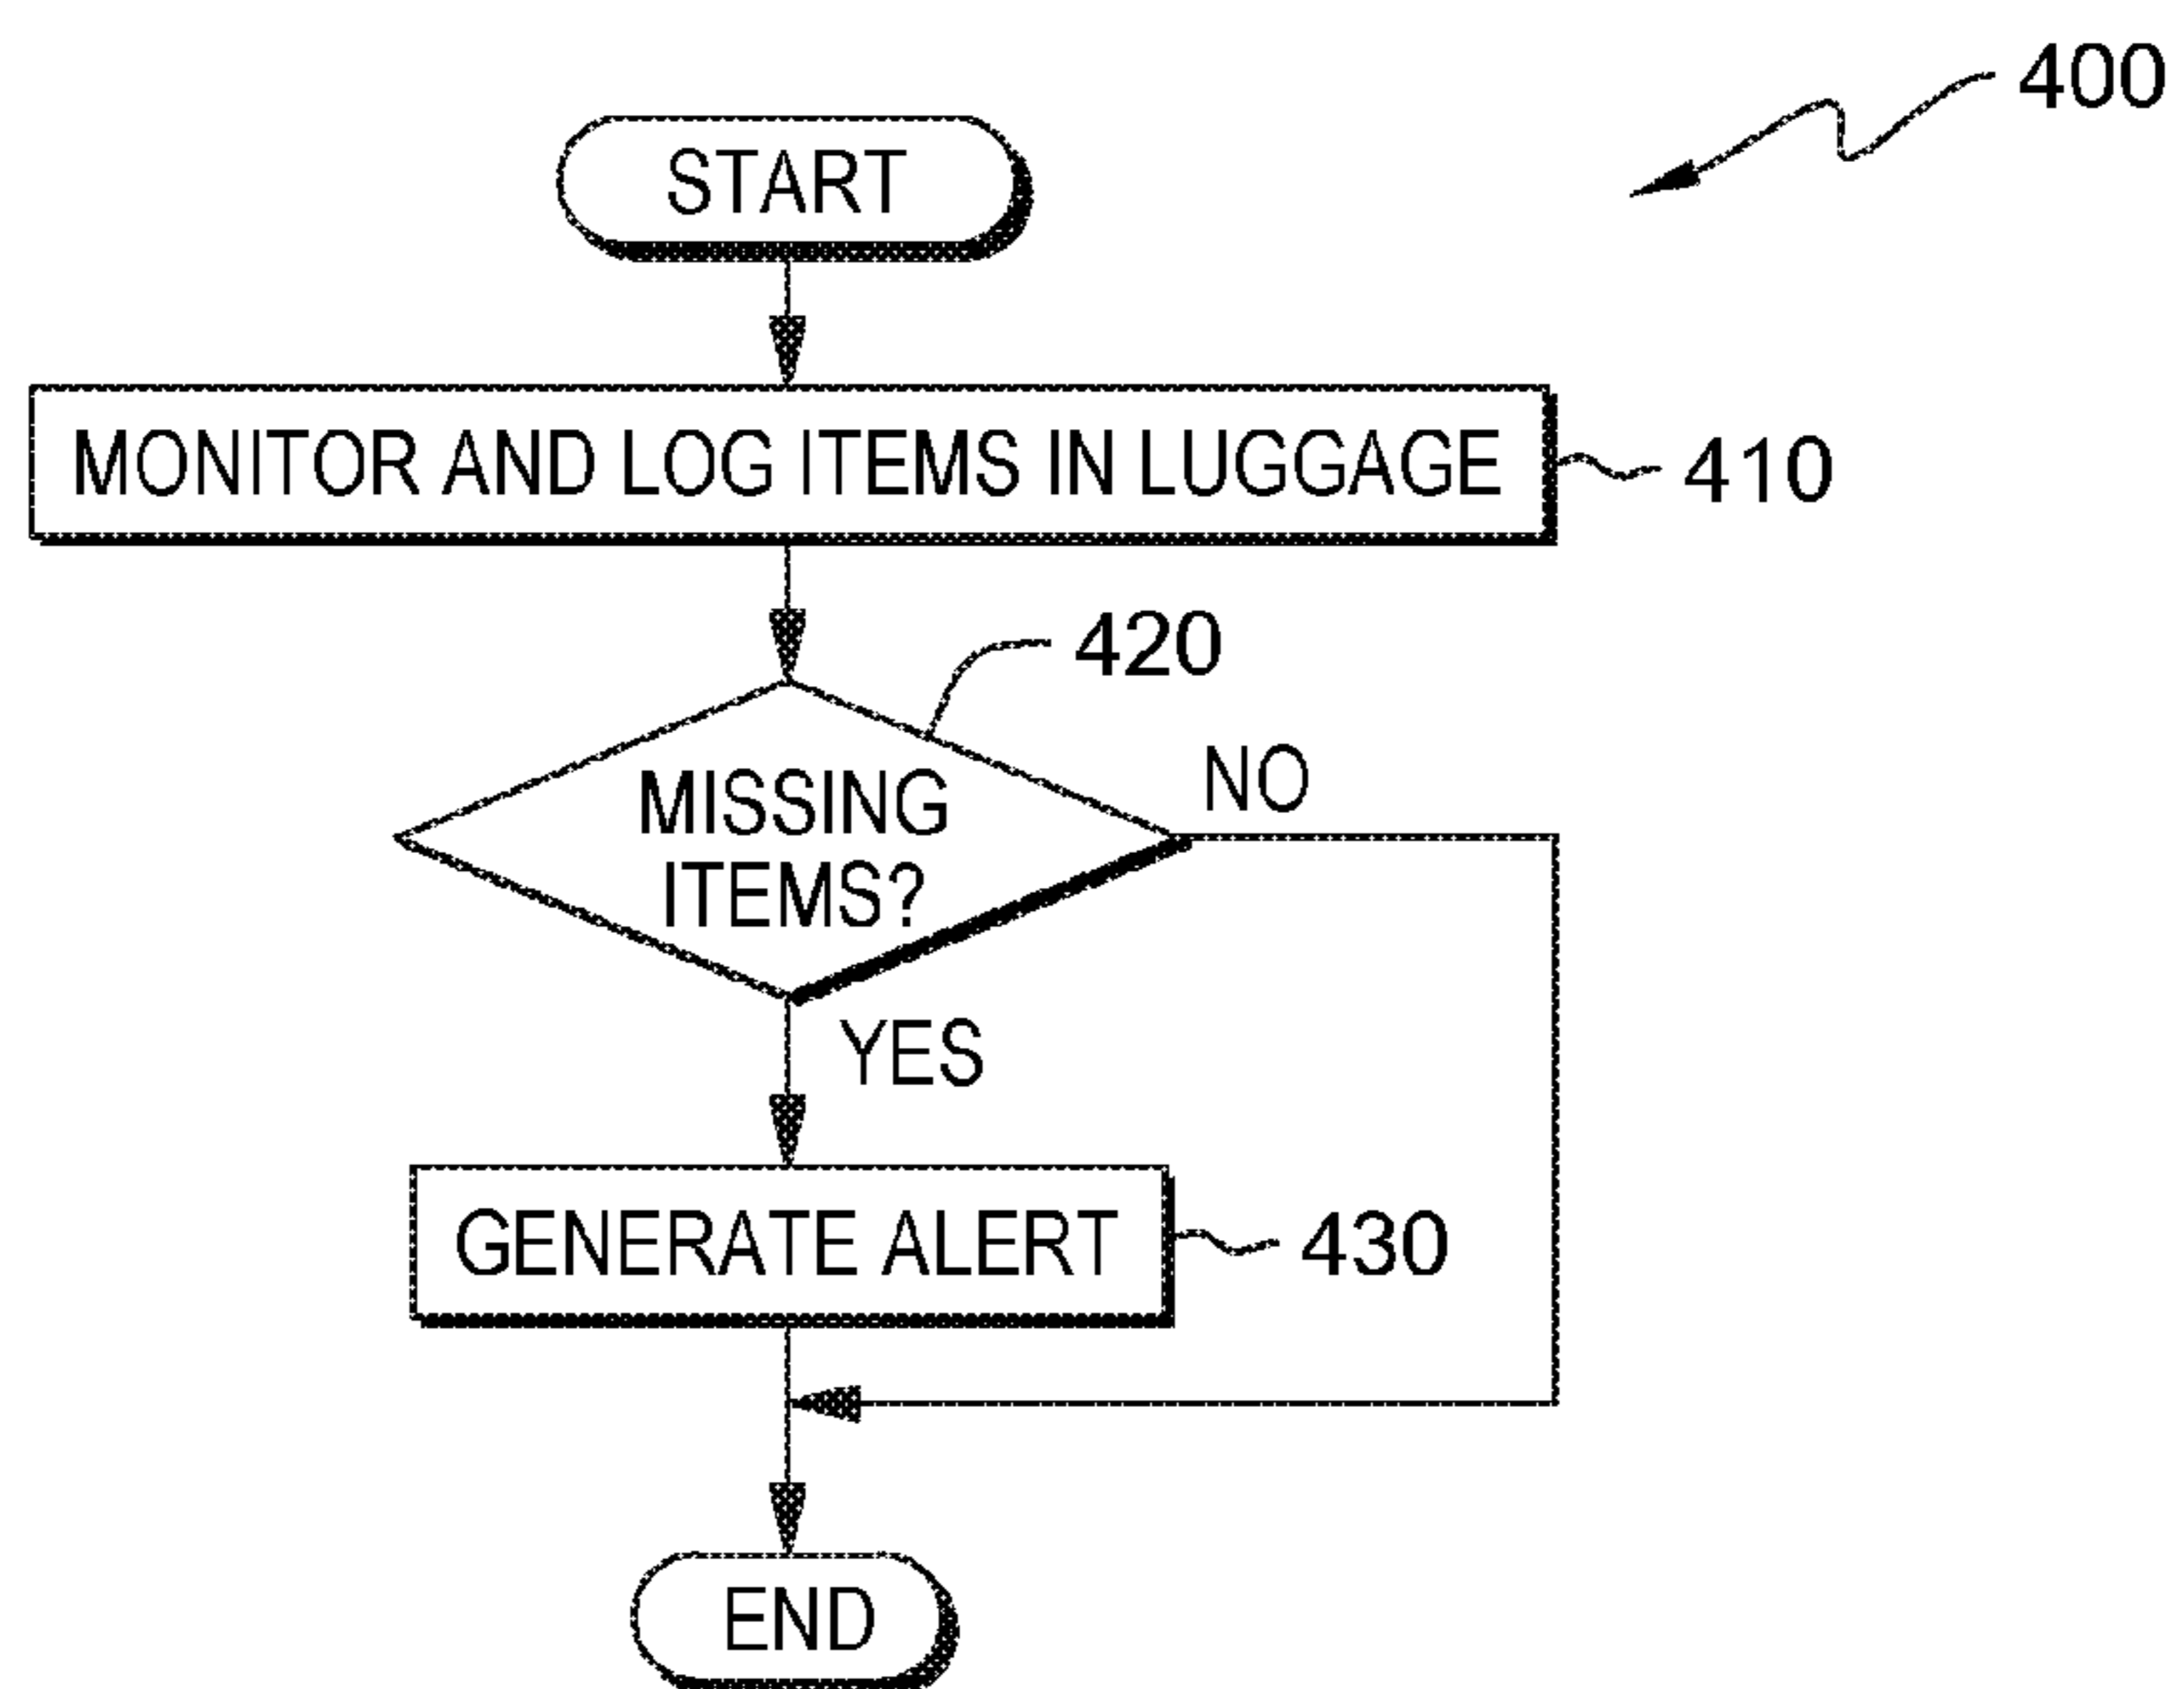 400
START
MONITOR AND LOG ITEMS IN LUGGAGE
410
420
MISSING
ITEMS?
NO
YES
GENERATE ALERT
430
END